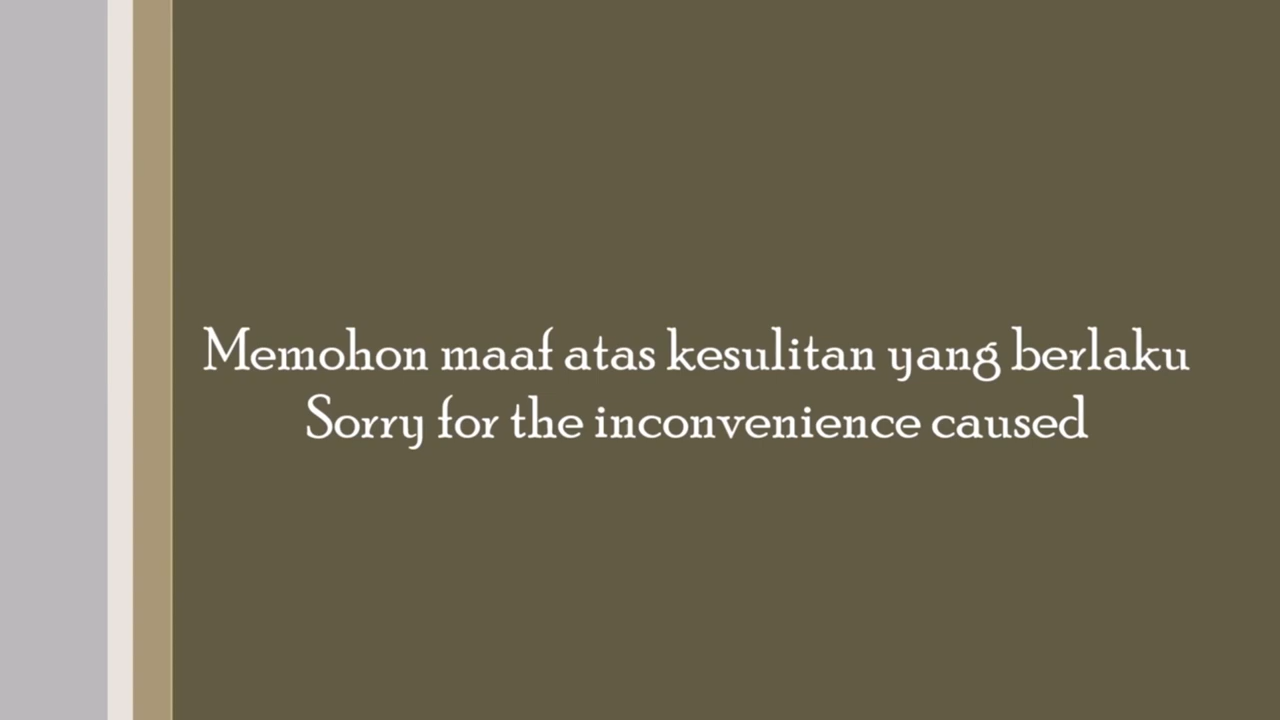 Memohon maaf atas kesulitan yang berlaku
Sorry for the inconvenience caused